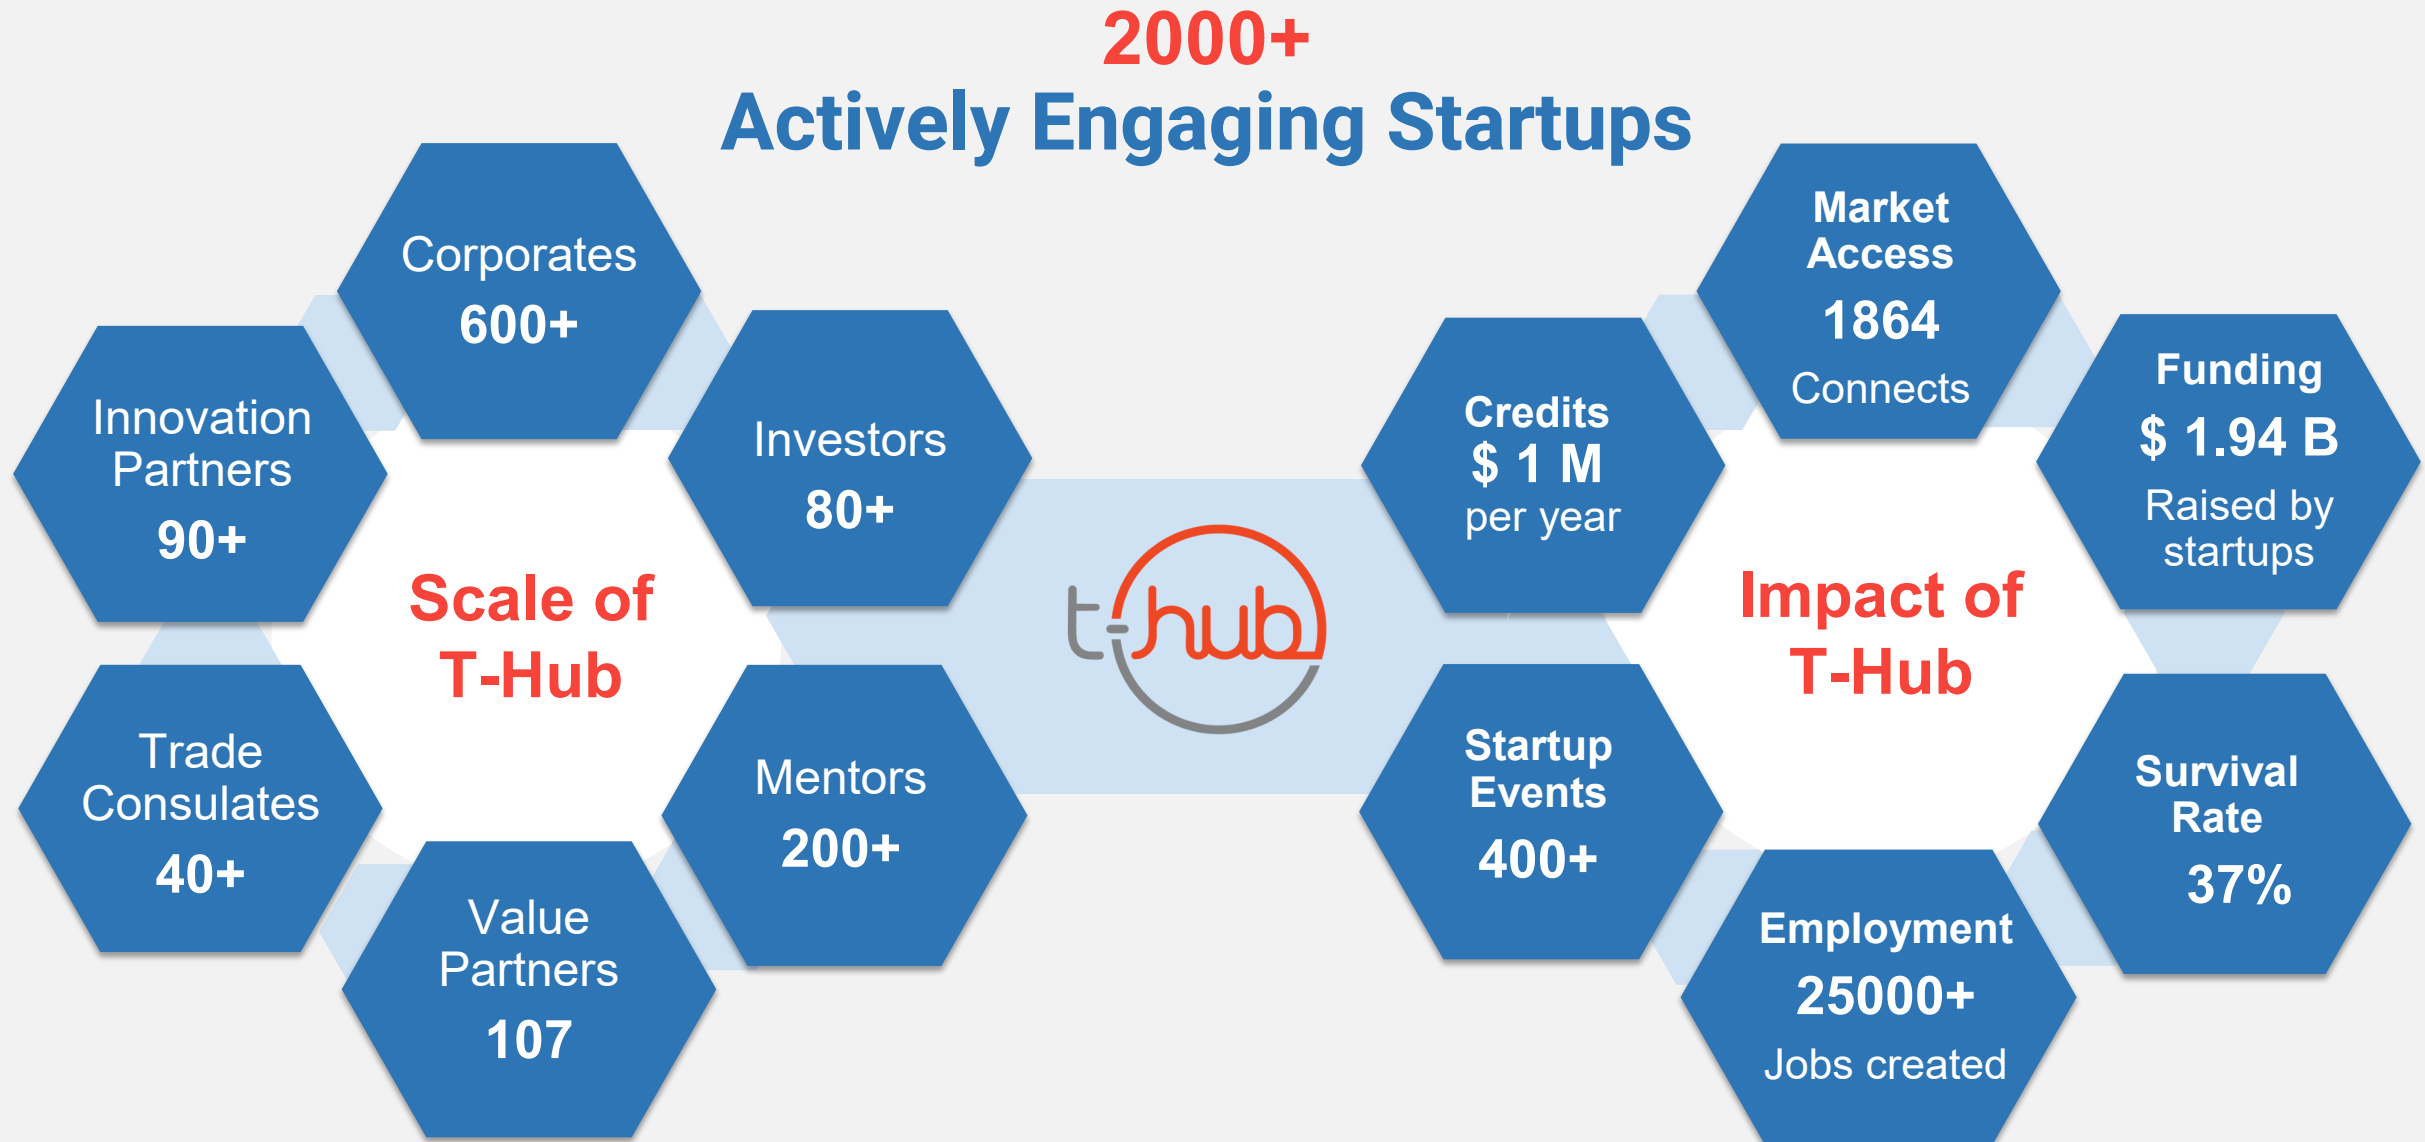 2000+
Actively Engaging Startups
Corporates
600+
Innovation
Partners
90+
Investors
80+
Scale of
T-Hub
Trade
Consulates
40+
Mentors
200+
Value
Partners
107
t-hub
Market
Access
1864
Connects
Credits
$ 1 M
per year
Funding
$ 1.94 B
Raised by
startups
Impact of
T-Hub
Startup
Events
400+
Survival
Rate
37%
Employment
25000+
Jobs created